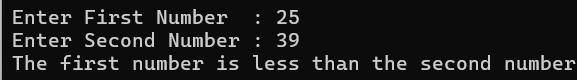 Enter First Number  : 25
Enter Second Number : 39
The first number is less than the second number